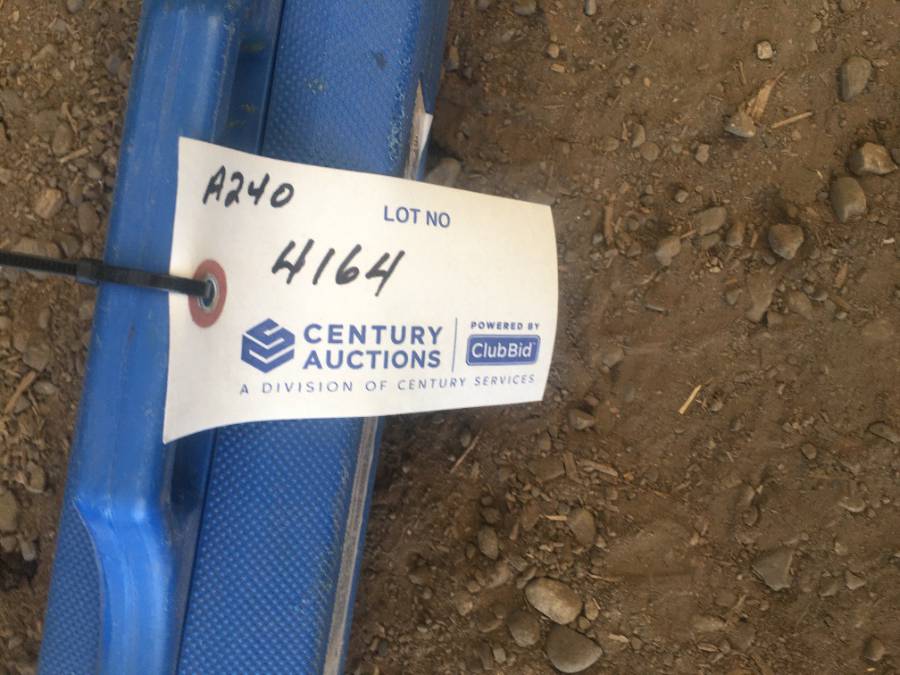 A240
LOT NO
4164
CENTURY AUCTIONS
POWERED BY
ClubBid
A DIVISION OF CENTURY SERVICES